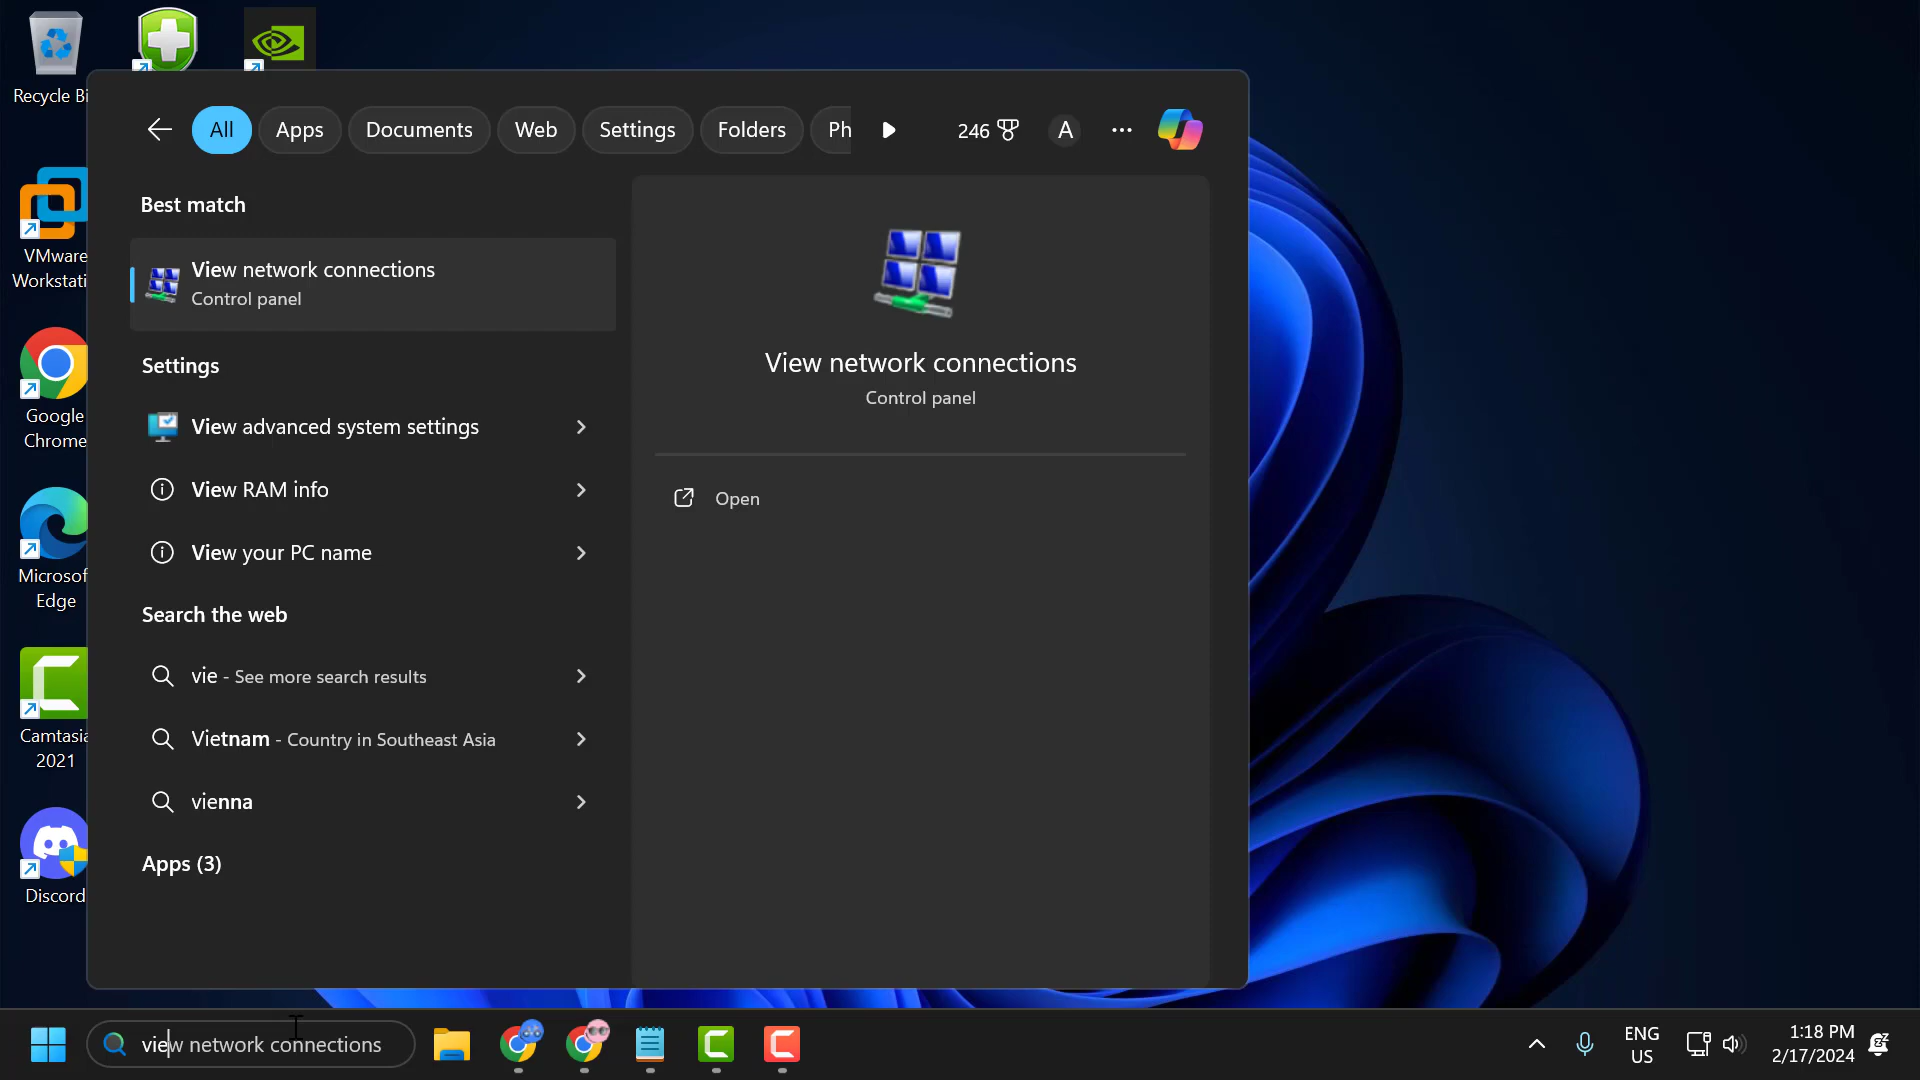 Recycle Bi
VMware
Workstati
Google
Chrome
Microsof
Edge
Camtasia
2021
Discord
All
Apps
Documents
Web
Settings
Folders
Ph
246
A
Best match
View network connections
Control panel
Settings
View advanced system settings
View RAM info
View your PC name
Search the web
vie - See more search results
Vietnam - Country in Southeast Asia
vienna
Apps (3)
View network connections
Control panel
Open
view network connections
ENG
US
1:18 PM
2/17/2024